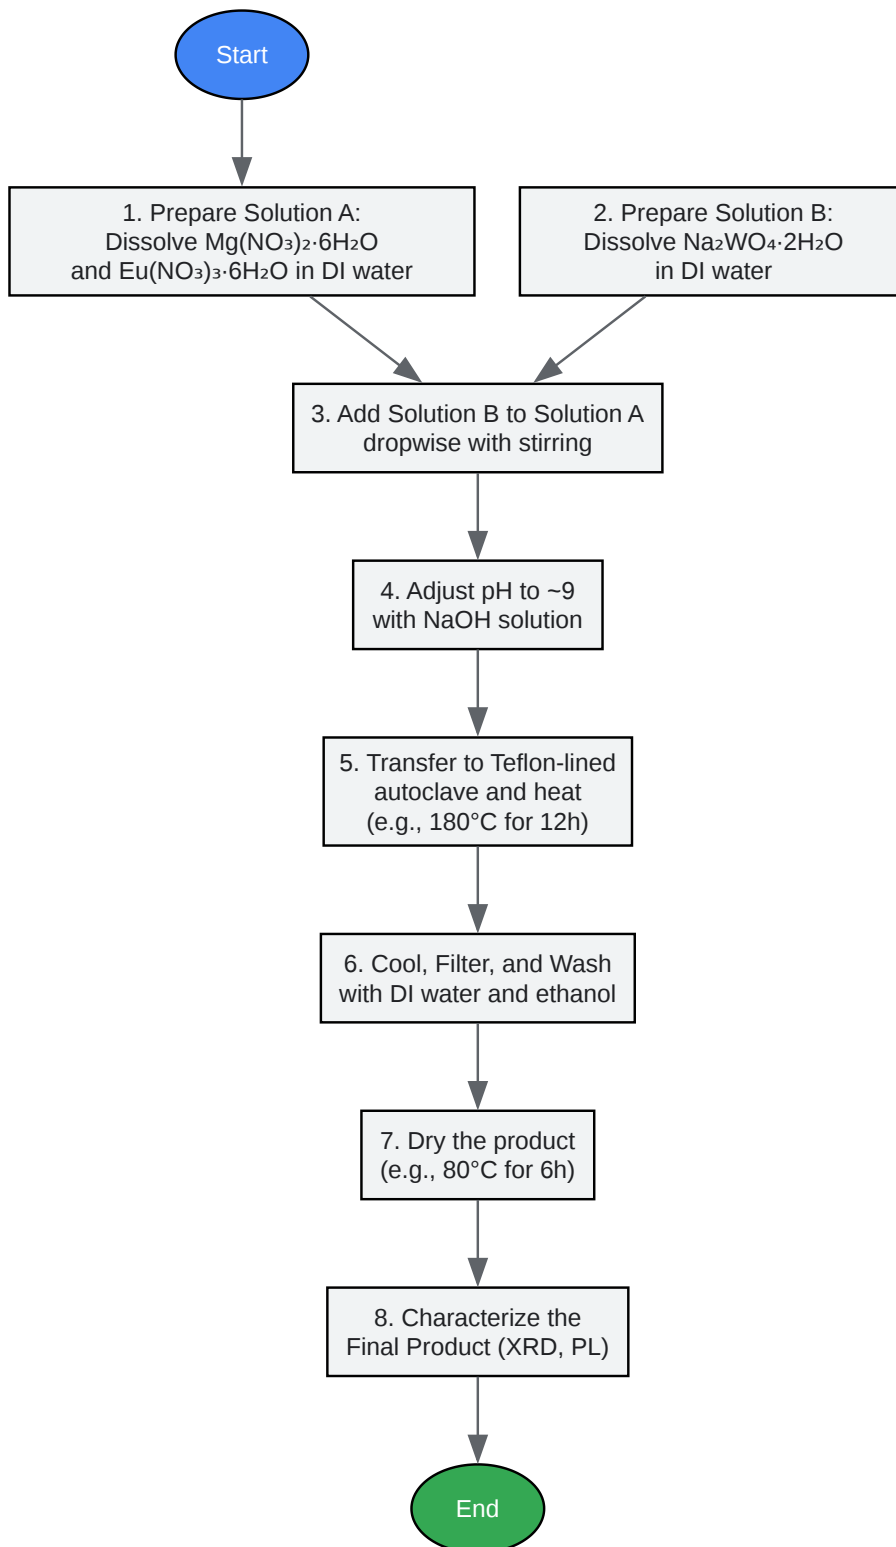 Start
1. Prepare Solution A:
Dissolve Mg(NO₃)₂·6H₂O
and Eu(NO₃)₃·6H₂O in DI water
2. Prepare Solution B:
Dissolve Na₂WO₄·2H₂O
in DI water
3. Add Solution B to Solution A
dropwise with stirring
4. Adjust pH to ~9
with NaOH solution
5. Transfer to Teflon-lined
autoclave and heat
(e.g., 180°C for 12h)
6. Cool, Filter, and Wash
with DI water and ethanol
7. Dry the product
(e.g., 80°C for 6h)
8. Characterize the
Final Product (XRD, PL)
End